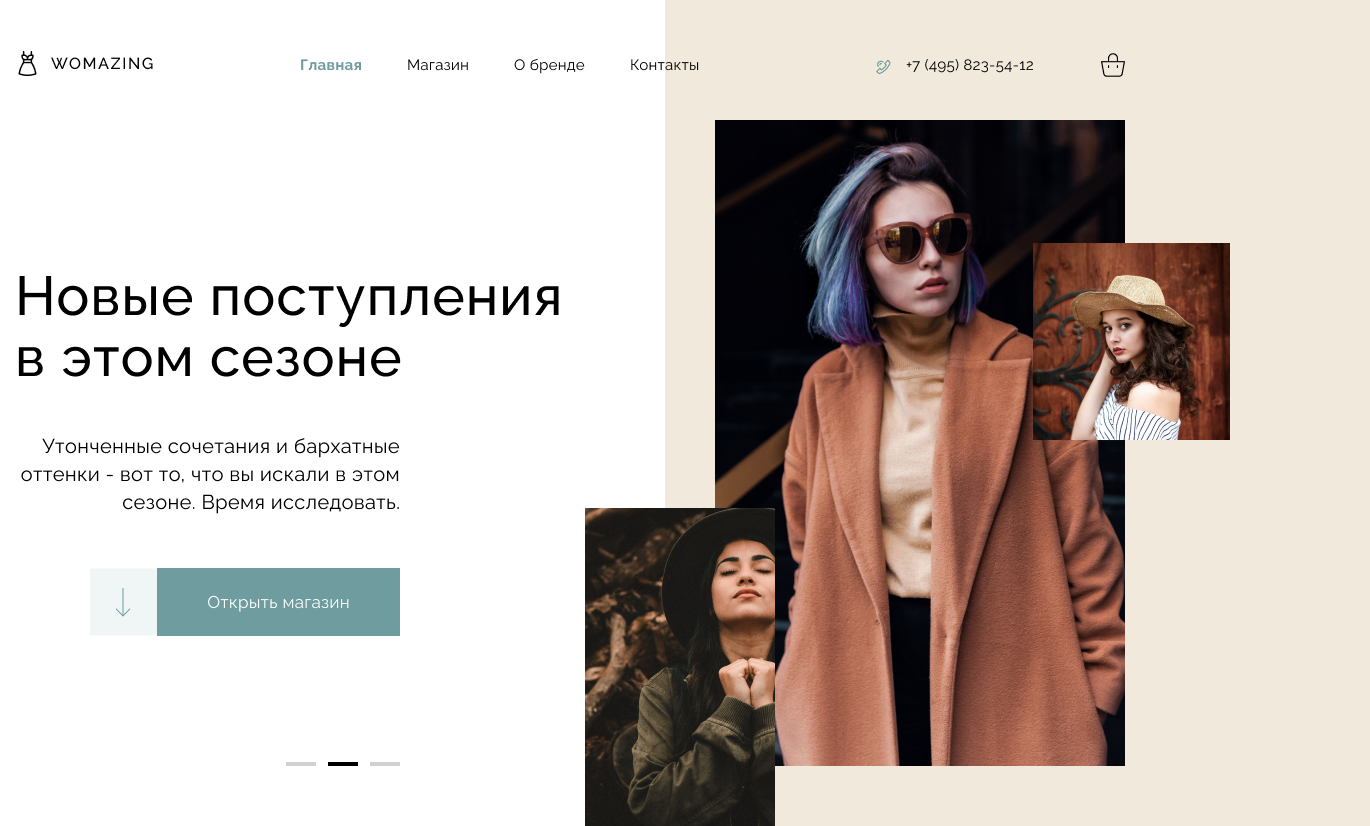 WOMAZING
Главная
Магазин
О бренде
Контакты
+7 (495) 823-54-12
Новые поступления
в этом сезоне
Утонченные сочетания и бархатные
оттенки - вот то, что вы искали в этом
сезоне. Время исследовать.
Открыть магазин